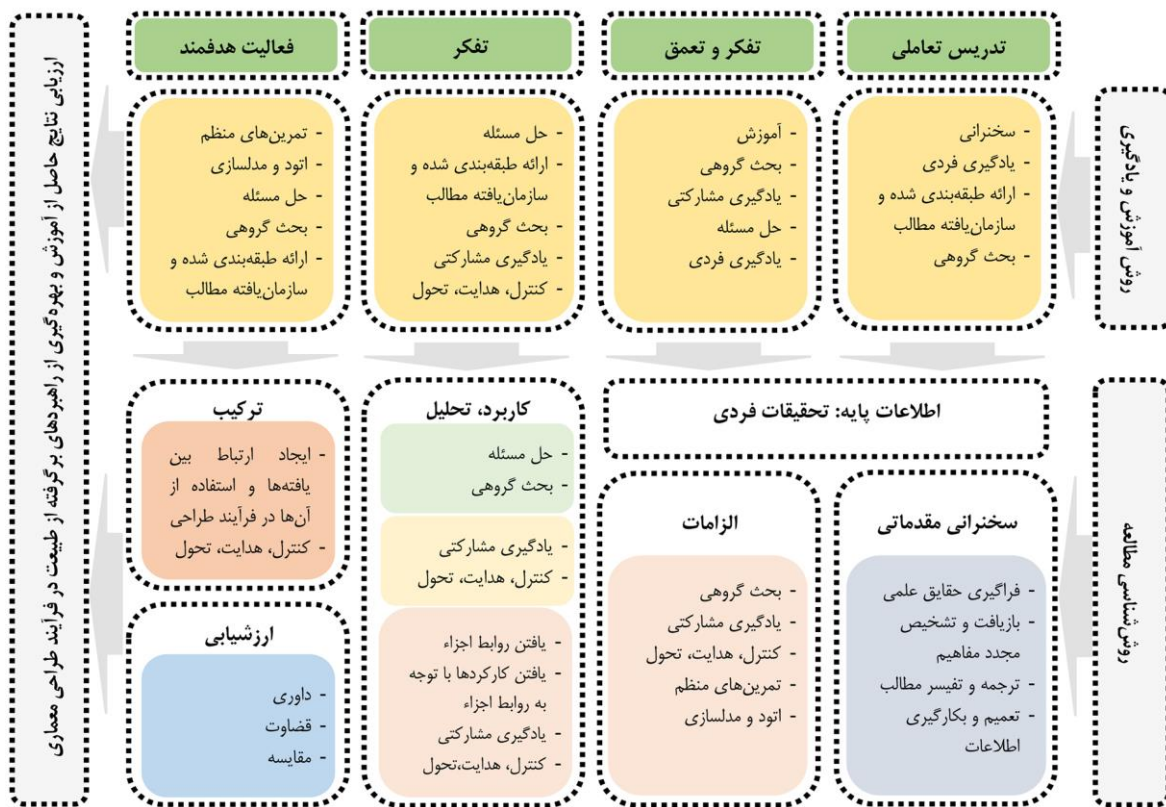 تدریس تعاملی
تفکر و تعمق
تفکر
فعالیت هدفمند
روش آموزش و یادگیری
- سخنرانی
- یادگیری فردی
- ارائه طبقه‌بندی شده و
سازمان‌یافته مطالب
- بحث گروهی
- آموزش
- بحث گروهی
- یادگیری مشارکتی
- حل مسئله
- یادگیری فردی
- حل مسئله
- ارائه طبقه‌بندی شده و
سازمان‌یافته مطالب
- بحث گروهی
- یادگیری مشارکتی
- کنترل، هدایت، تحول
- تمرین‌های منظم
- اتود و مدلسازی
- حل مسئله
- بحث گروهی
- ارائه طبقه‌بندی شده و
سازمان‌یافته مطالب
روش‌شناسی مطالعه
اطلاعات پایه: تحقیقات فردی
سخنرانی مقدماتی
- فراگیری حقایق علمی
- بازیافت و تشخیص
مجدد مفاهیم
- ترجمه و تفیسر مطالب
- تعمیم و بکارگیری
اطلاعات
الزامات
- بحث گروهی
- یادگیری مشارکتی
- کنترل، هدایت، تحول
- تمرین‌های منظم
- اتود و مدلسازی
کاربرد، تحلیل
- حل مسئله
- بحث گروهی
- یادگیری مشارکتی
- کنترل، هدایت، تحول
- یافتن روابط اجزاء
- یافتن کارکردها با توجه
به روابط اجزاء
- یادگیری مشارکتی
- کنترل، هدایت،تحول
ترکیب
- ایجاد ارتباط بین
یافته‌ها و استفاده از
آن‌ها در فرآیند طراحی
- کنترل، هدایت، تحول
ارزشیابی
- داوری
- قضاوت
- مقایسه
ارزیابی نتایج حاصل از آموزش و بهره‌گیری از راهبردهای برگرفته از طبیعت در فرآیند طراحی معماری